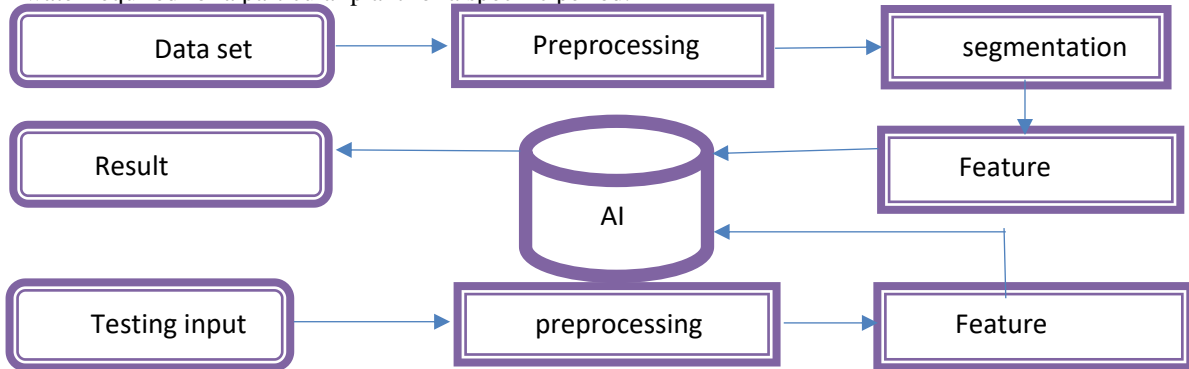 Data set
Preprocessing
segmentation
Result
AI
Feature
Testing input
preprocessing
Feature